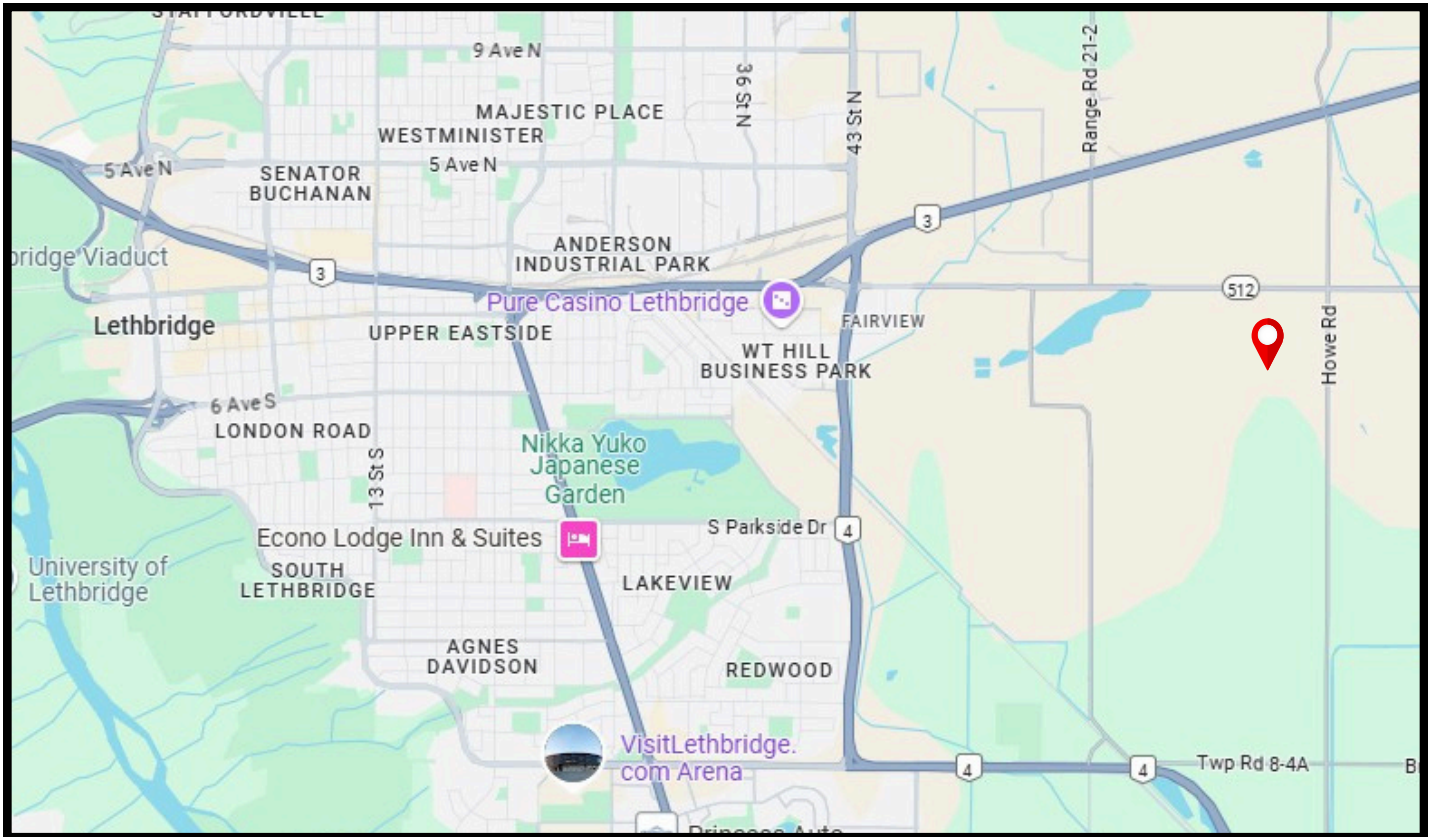 STAFFORDVILLE
9 Ave N
36 St N
43 St N
Range Rd 21-2
MAJESTIC PLACE
WESTMINISTER
5 Ave N
5 Ave N
SENATOR
BUCHANAN
3
ANDERSON
INDUSTRIAL PARK
bridge Viaduct
3
Pure Casino Lethbridge
512
Lethbridge
UPPER EASTSIDE
FAIRVIEW
Howe Rd
WT HILL
BUSINESS PARK
6 Ave S
LONDON ROAD
13 St S
Nikka Yuko
Japanese
Garden
S Parkside Dr
4
Econo Lodge Inn & Suites
University of
Lethbridge
SOUTH
LETHBRIDGE
LAKEVIEW
AGNES
DAVIDSON
REDWOOD
VisitLethbridge.
com Arena
4
4
Twp Rd 8-4A
Princess Auto